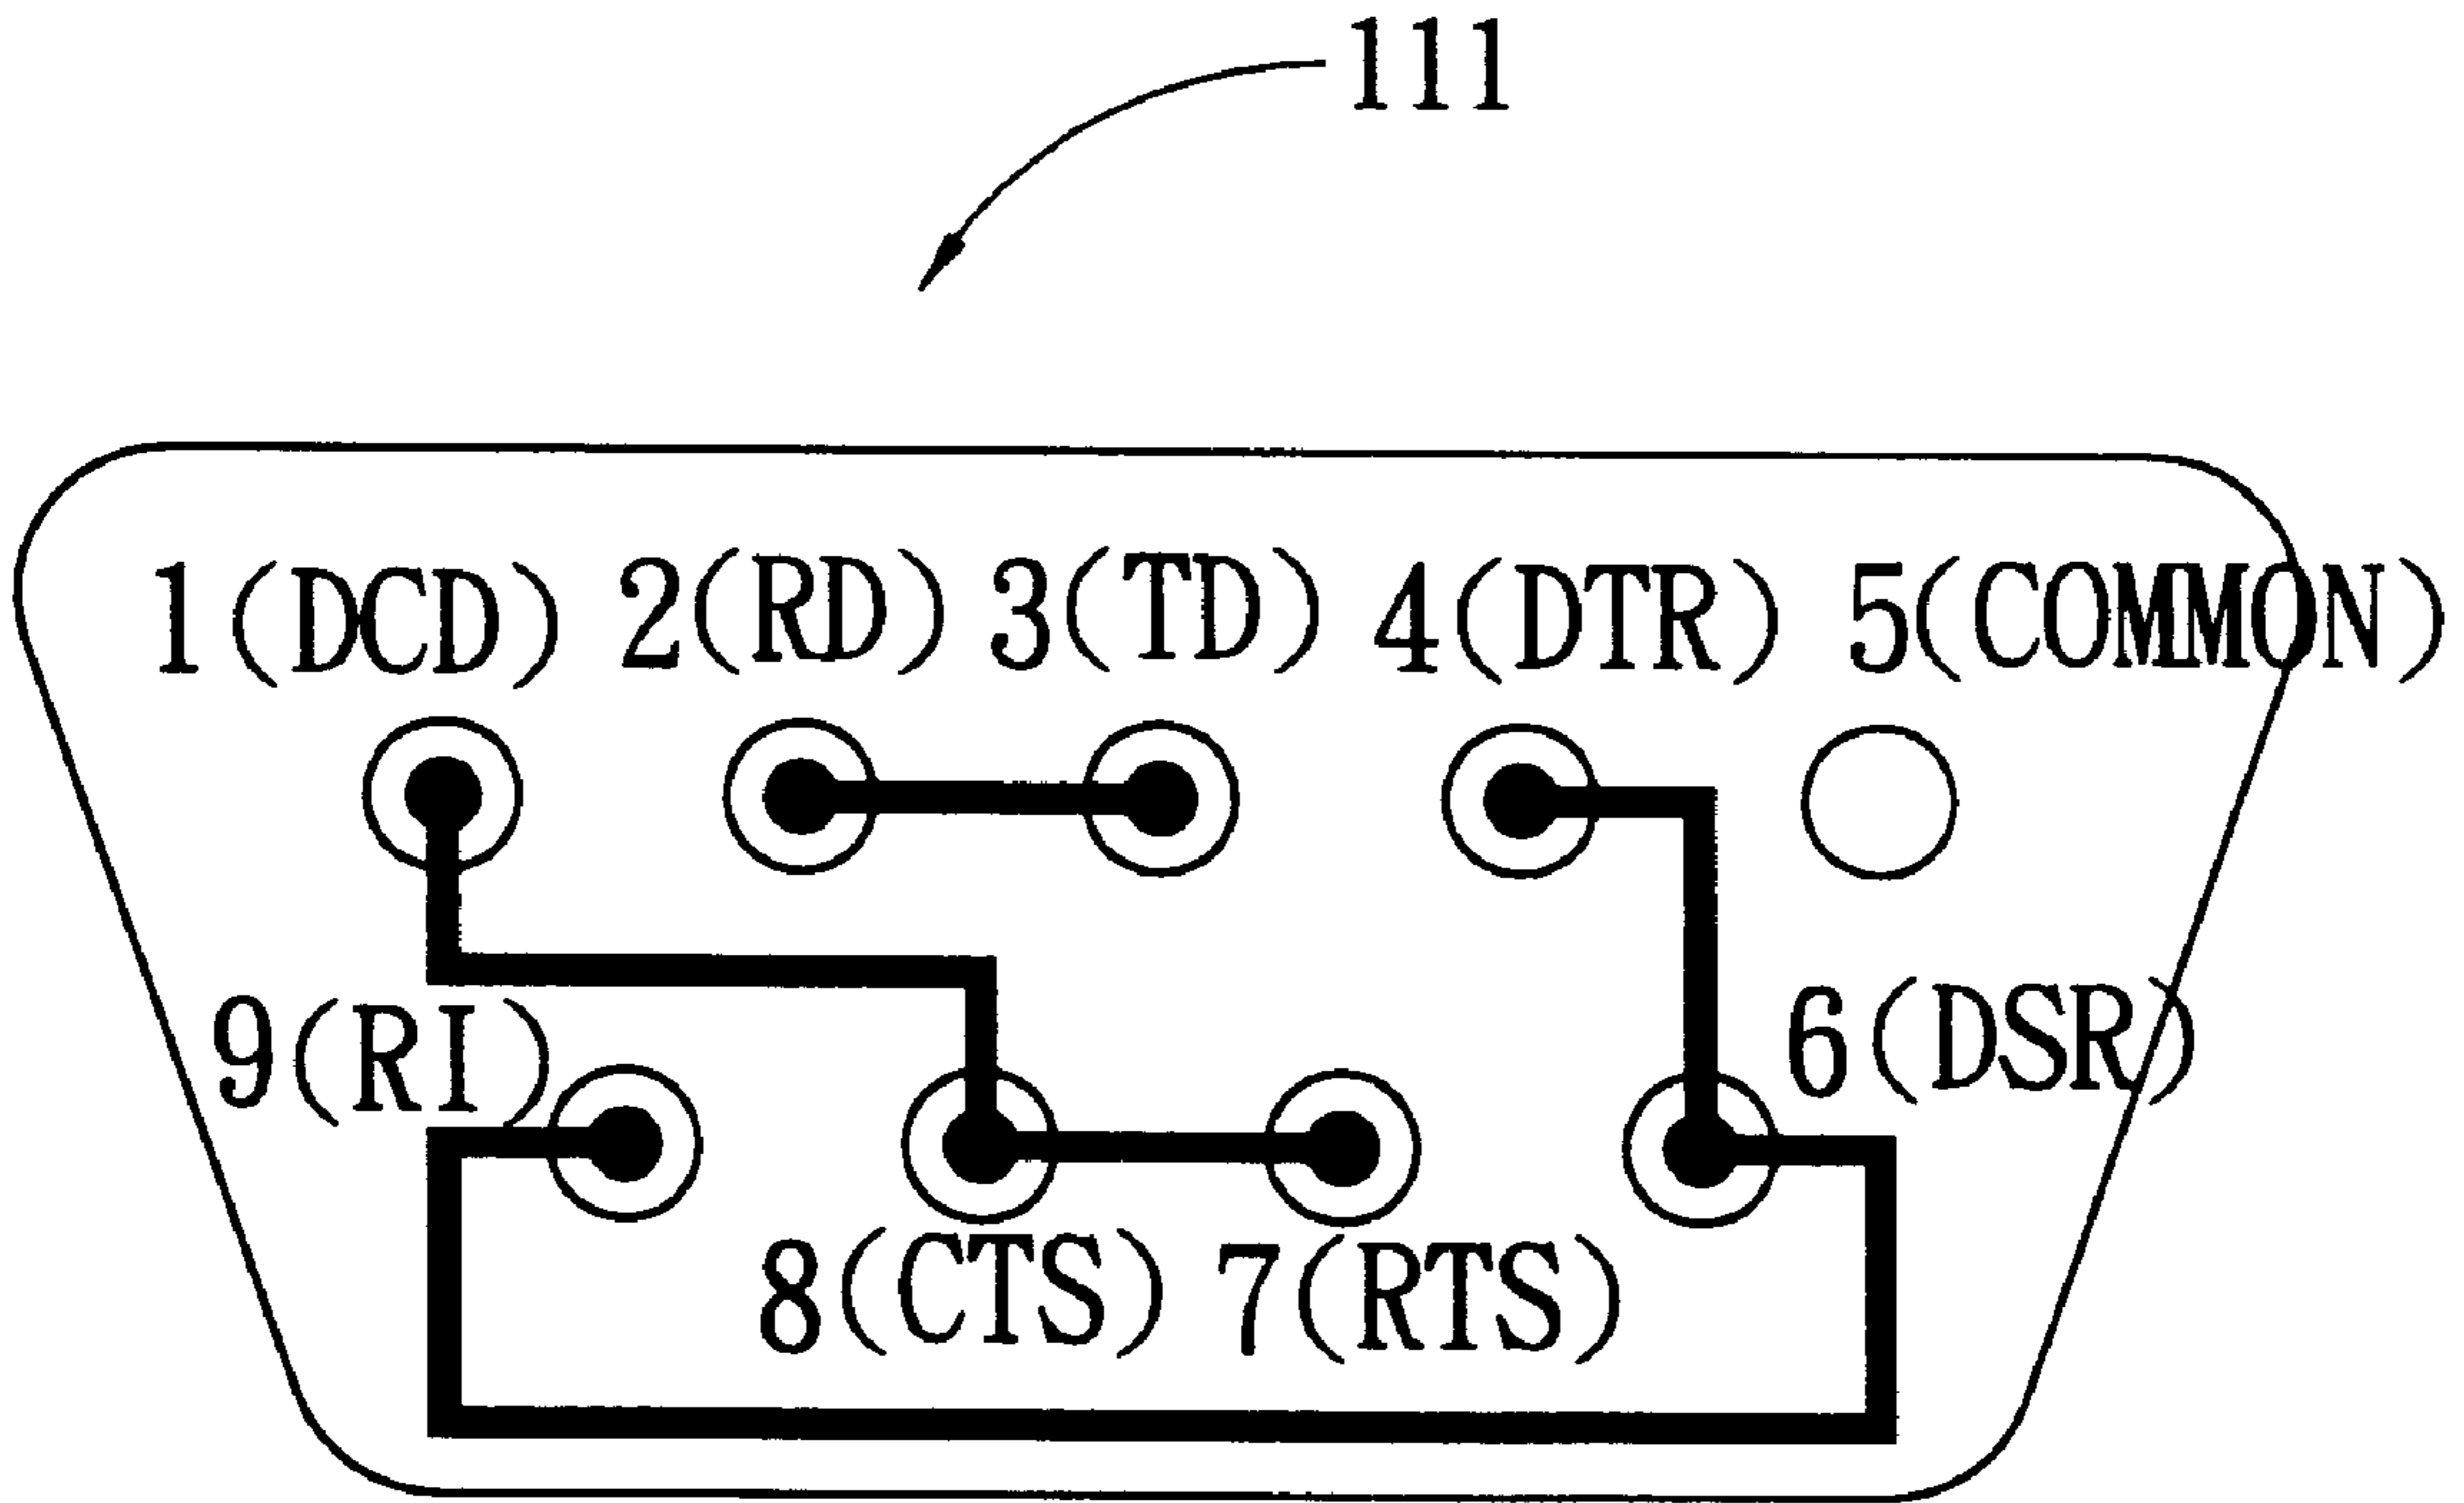 111
1(DCD) 2(RD) 3(TD) 4(DTR) 5(COMMON)
9(RI) 6(DSR)
8(CTS) 7(RTS)